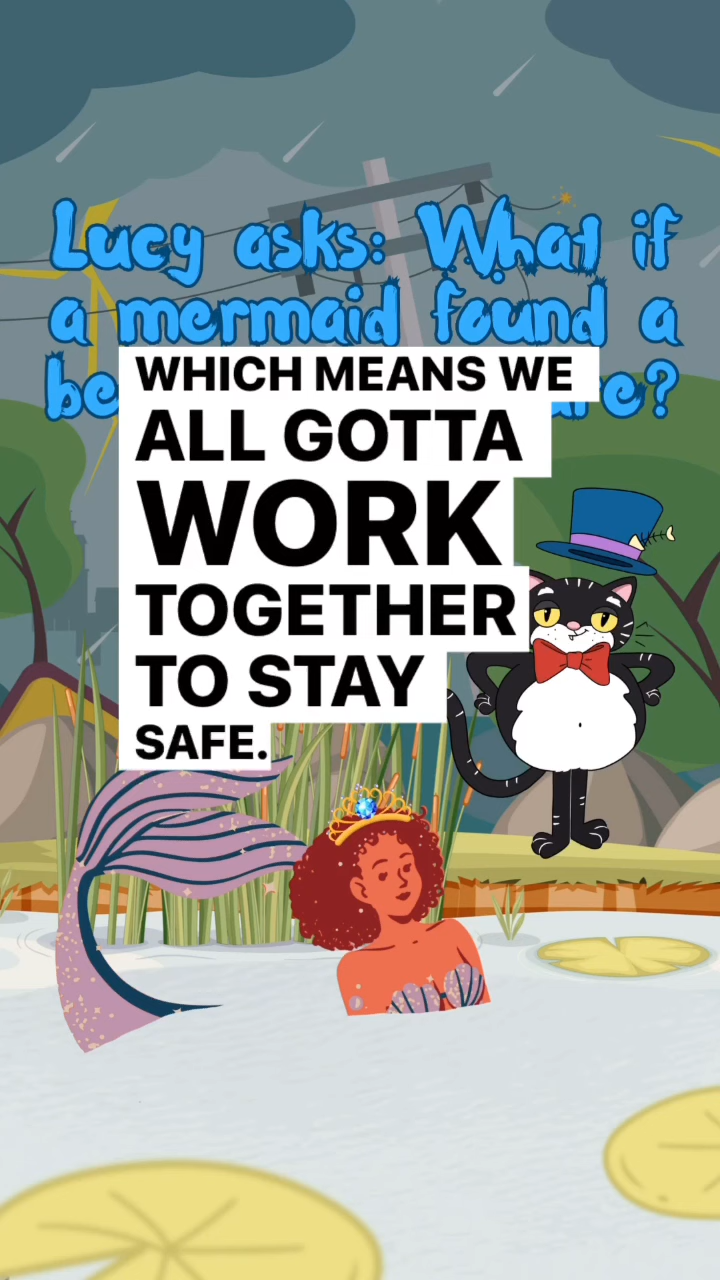 Lucy asks: What if
a mermaid found a
WHICH MEANS WE
ALL GOTTA
WORK
TOGETHER
TO STAY
SAFE.